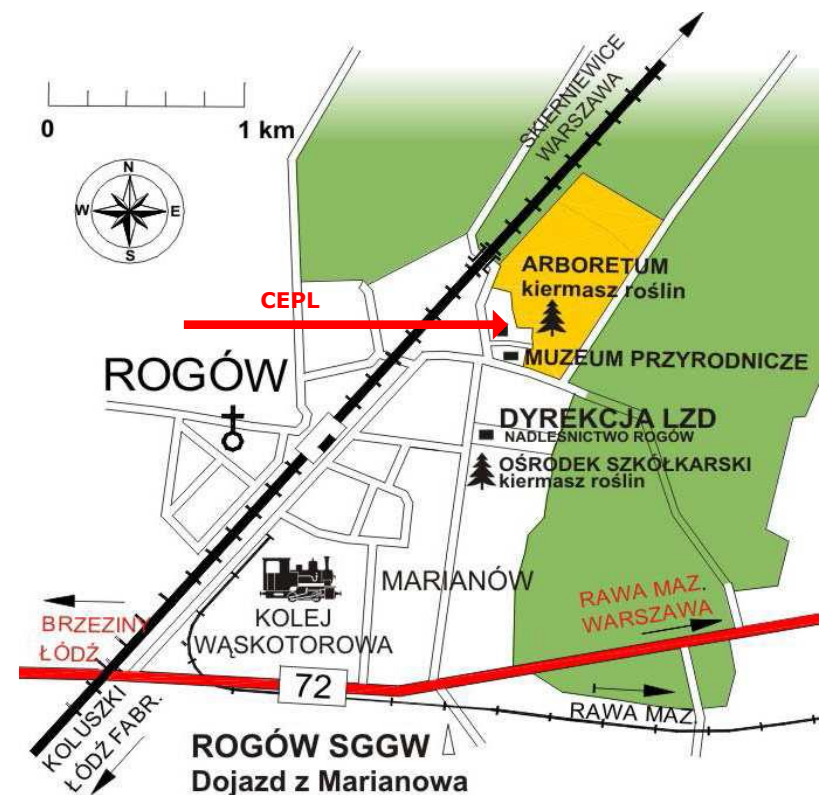 SKIERNIEWICE
WARSZAWA
0 1 km
N
W E
S
CEPL
ARBORETUM
kiermasz roślin
MUZEUM PRZYRODNICZE
ROGÓW
DYREKCJA LZD
NADLEŚNICTWO ROGÓW
OŚRODEK SZKÓŁKARSKI
kiermasz roślin
MARIANÓW
KOLEJ
WĄSKOTOROWA
RAWA MAZ.
WARSZAWA
BRZEZINY
ŁÓDŹ
72
RAWA MAZ.
KOLUSZKI
ŁÓDŹ FABR.
ROGÓW SGGW
Dojazd z Marianowa